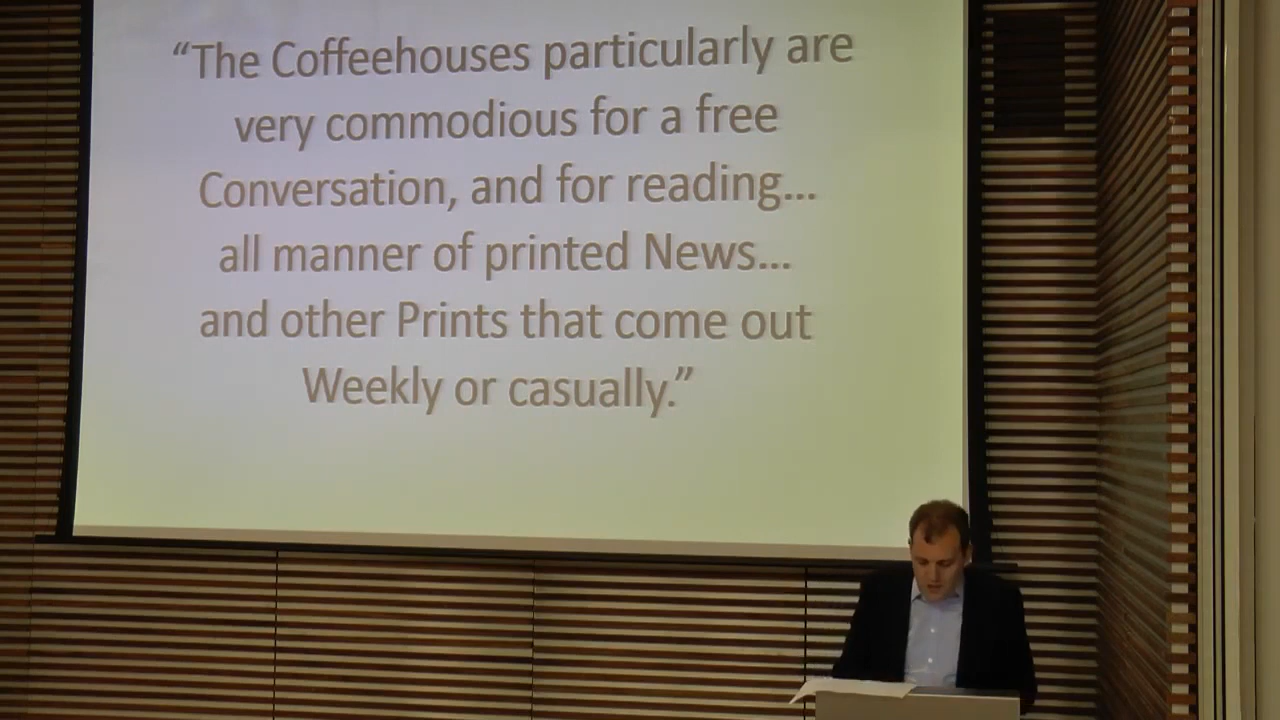 “The Coffeehouses particularly are
very commodious for a free
Conversation, and for reading...
all manner of printed News...
and other Prints that come out
Weekly or casually.”